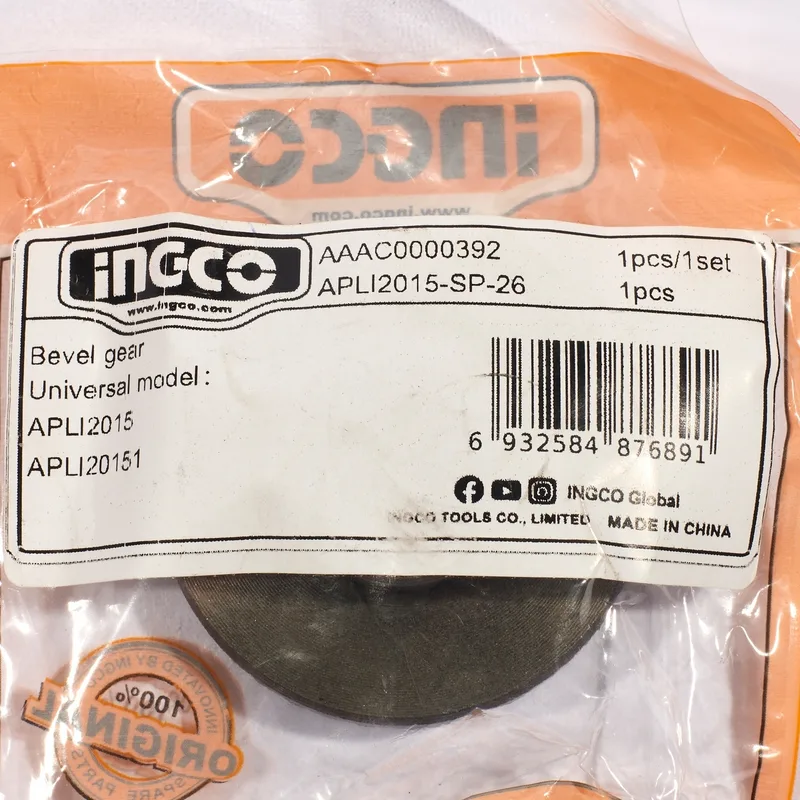 INGCO
www.ingco.com
INGCO
www.ingco.com
AAAC0000392
1pcs/1set
APLI2015-SP-26
1pcs
Bevel gear
Universal model:
APLI2015
APLI20151
6 932584 876891
INGCO Global
INGCO TOOLS CO., LIMITED MADE IN CHINA
INNOVATED BY INGCO
100%
ORIGINAL
SPARE PARTS